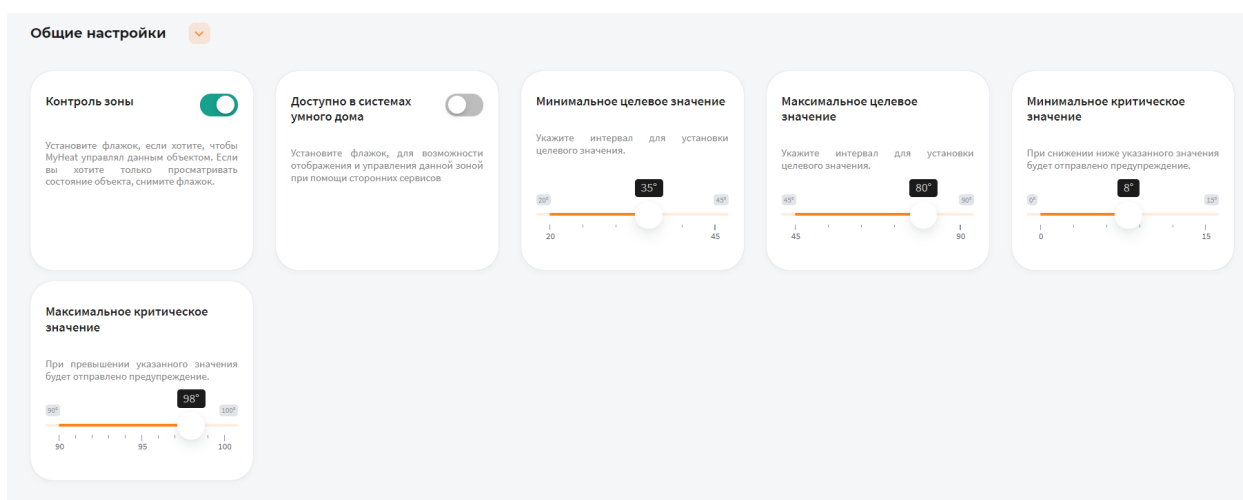 Общие настройки
Контроль зоны
Установите флажок, если хотите, чтобы
MyHeat управлял данным объектом. Если
вы хотите только просматривать
состояние объекта, снимите флажок.
Доступно в системах
умного дома
Установите флажок, для возможности
отображения и управления данной зоной
при помощи сторонних сервисов
Минимальное целевое значение
Укажите интервал для установки
целевого значения.
35°
20° 45°
20 45
Максимальное целевое
значение
Укажите интервал для установки
целевого значения.
80°
45° 90°
45 90
Минимальное критическое
значение
При снижении ниже указанного значения
будет отправлено предупреждение.
8°
0° 15°
0 15
Максимальное критическое
значение
При превышении указанного значения
будет отправлено предупреждение.
98°
90° 100°
90 95 100